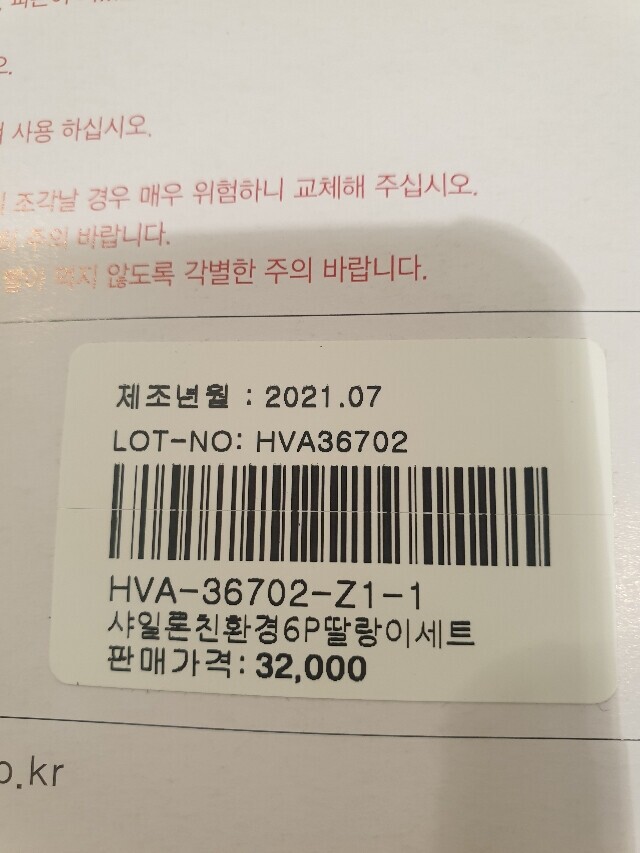 오.
사용 하십시오.
조각날 경우 매우 위험하니 교체해 주십시오.
주의 바랍니다.
않도록 각별한 주의 바랍니다.
제조년월 : 2021.07
LOT-NO: HVA36702
HVA-36702-Z1-1
샤일론친환경6P딸랑이세트
판매가격: 32,000
o.kr